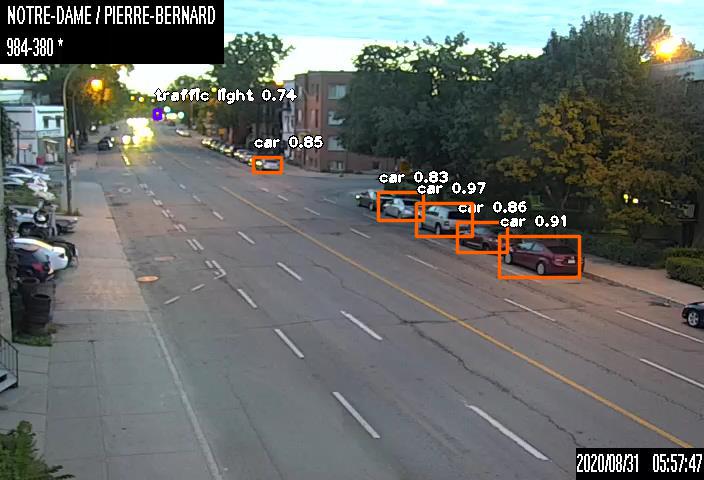 NOTRE-DAME / PIERRE-BERNARD
984-380 *
traffic light 0.74
car 0.85
car 0.83
car 0.97
car 0.86
car 0.91
2020/08/31 05:57:47